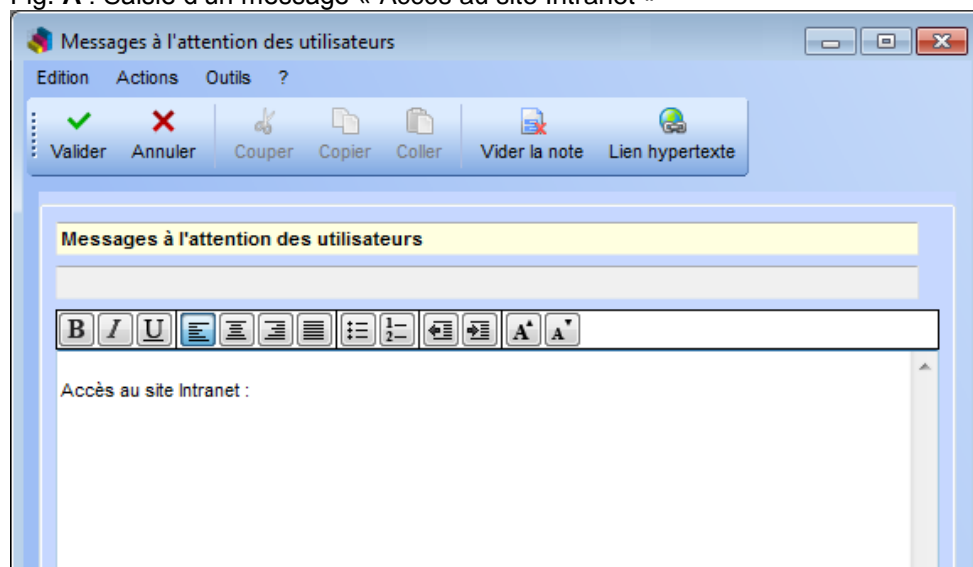 Fig. A : Saisie d'un message « Accès au site Intranet «
Messages à l'attention des utilisateurs
Edition Actions Outils ?
Valider Annuler Couper Copier Coller Vider la note Lien hypertexte
Messages à l'attention des utilisateurs
B I U A A
Accès au site Intranet :